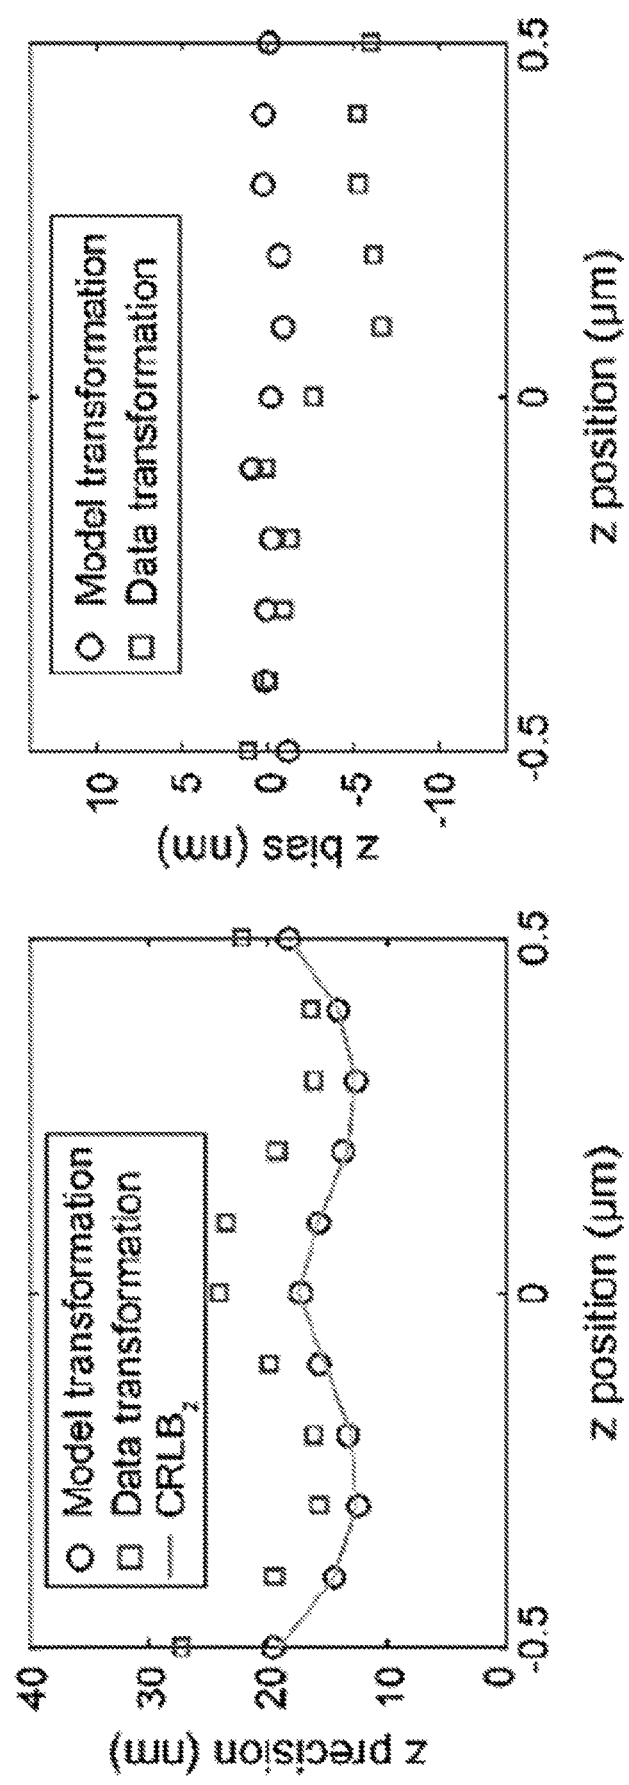 z precision (nm)
40
30
20
10
0
Model transformation
Data transformation
CRLBz
-0.5
0
0.5
z position (µm)
z bias (nm)
10
5
0
-5
-10
Model transformation
Data transformation
-0.5
0
0.5
z position (µm)